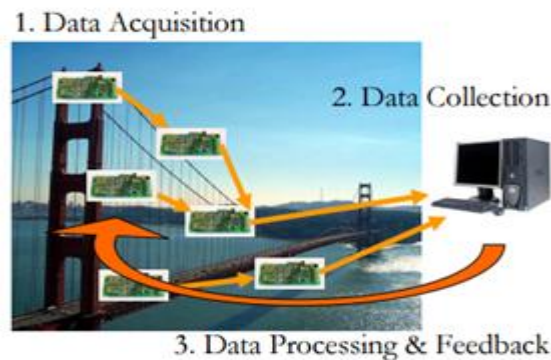 1. Data Acquisition
2. Data Collection
3. Data Processing & Feedback